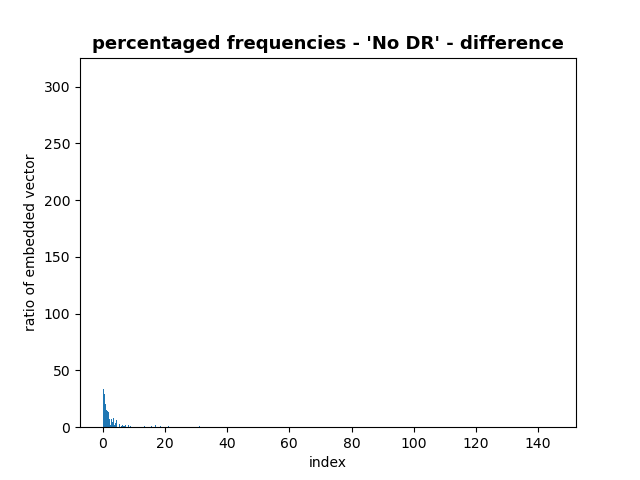 percentaged frequencies - 'No DR' - difference
300
250
200
150
100
50
0
ratio of embedded vector
0 20 40 60 80 100 120 140
index